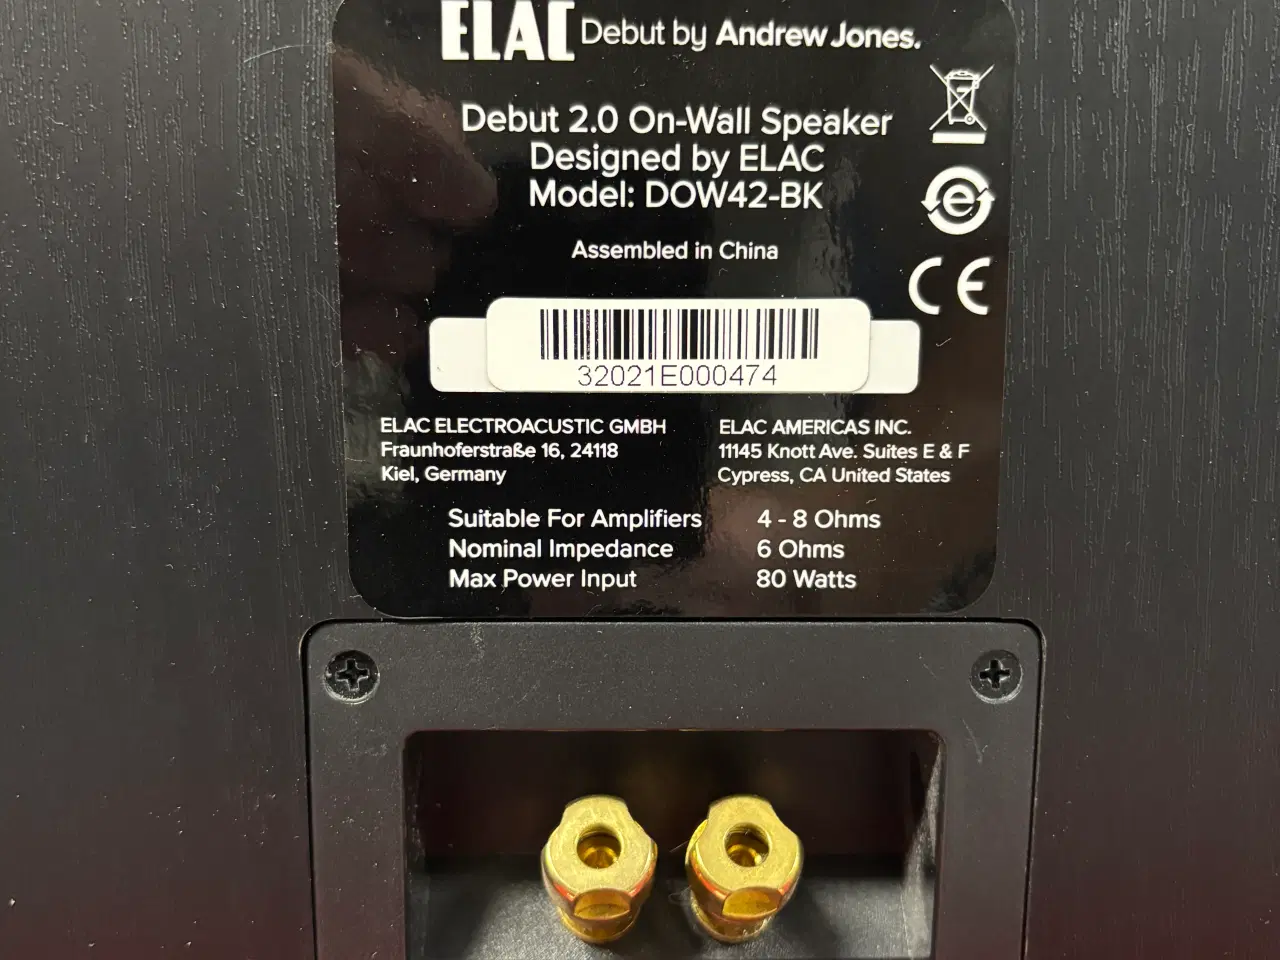 ELAC Debut by Andrew Jones.
Debut 2.0 On-Wall Speaker
Designed by ELAC
Model: DOW42-BK
Assembled in China
CE
32021E000474
ELAC ELECTROACUSTIC GMBH
Fraunhoferstraße 16, 24118
Kiel, Germany
ELAC AMERICAS INC.
11145 Knott Ave. Suites E & F
Cypress, CA United States
Suitable For Amplifiers 4 - 8 Ohms
Nominal Impedance 6 Ohms
Max Power Input 80 Watts